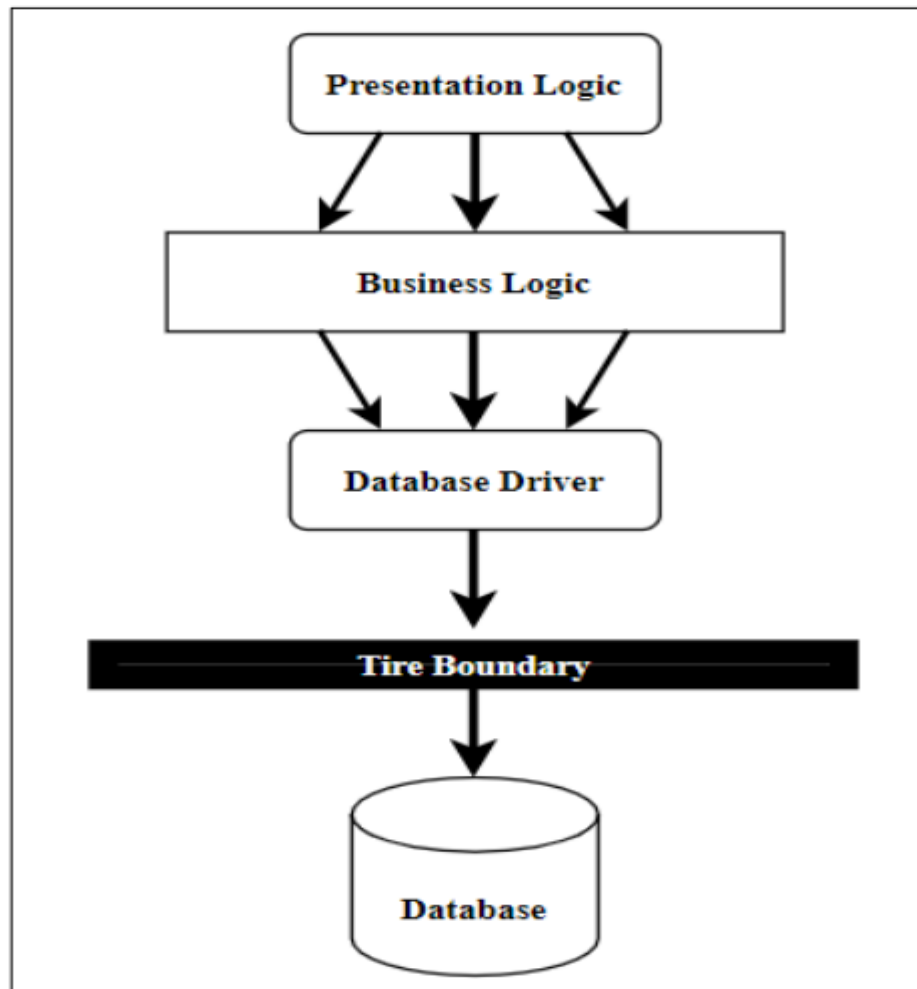 Presentation Logic
Business Logic
Database Driver
Tire Boundary
Database